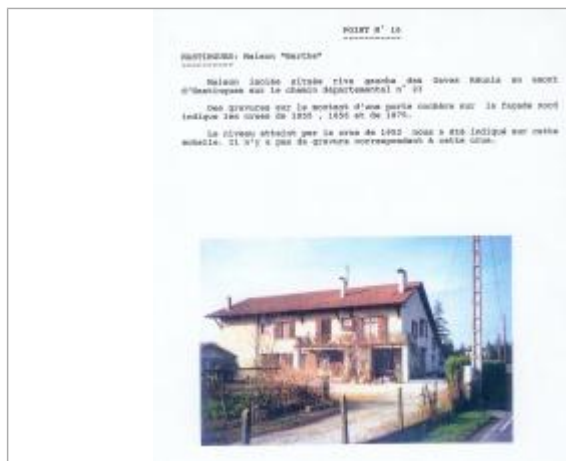 POINT N° 16
HASTINGUES: Maison "Barthe"
Maison isolée située rive gauche des Gaves Réunis en amont
d'Hastingues sur le chemin départemental n° 23
Des gravures sur le montant d'une porte cochère sur la façade nord
indique les crues de 1855 , 1856 et de 1879.
Le niveau atteint par la crue de 1952 nous a été indiqué sur cette
échelle. Il n'y a pas de gravure correspondant à cette crue.